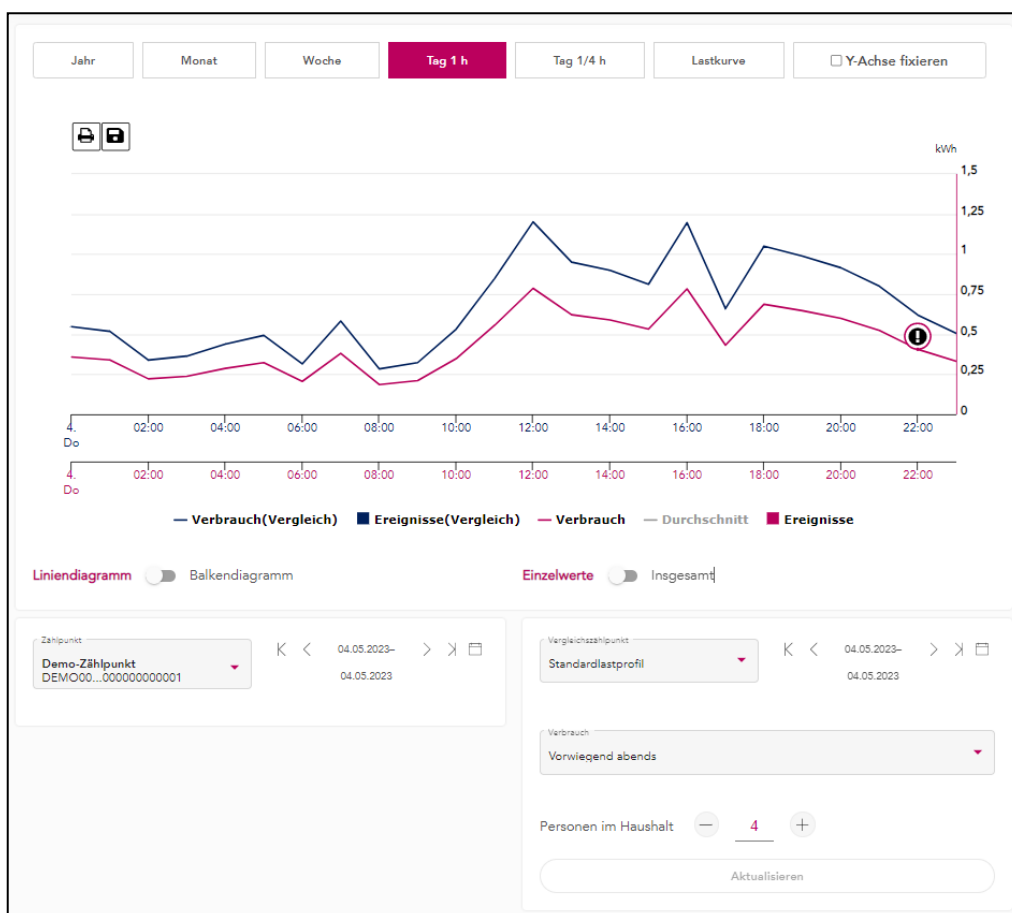 Jahr Monat Woche Tag 1 h Tag 1/4 h Lastkurve Y-Achse fixieren
kWh
1,5
1,25
1
0,75
0,5
0,25
0
4. 02:00 04:00 06:00 08:00 10:00 12:00 14:00 16:00 18:00 20:00 22:00
Do
4. 02:00 04:00 06:00 08:00 10:00 12:00 14:00 16:00 18:00 20:00 22:00
Do
Verbrauch(Vergleich) Ereignisse(Vergleich) Verbrauch Durchschnitt Ereignisse
Liniendiagramm Balkendiagramm Einzelwerte Insgesamt
Zählpunkt
Demo-Zählpunkt
DEMO00...000000000001
04.05.2023–
04.05.2023
Vergleichszählpunkt
Standardlastprofil
04.05.2023–
04.05.2023
Verbrauch
Vorwiegend abends
Personen im Haushalt 4
Aktualisieren